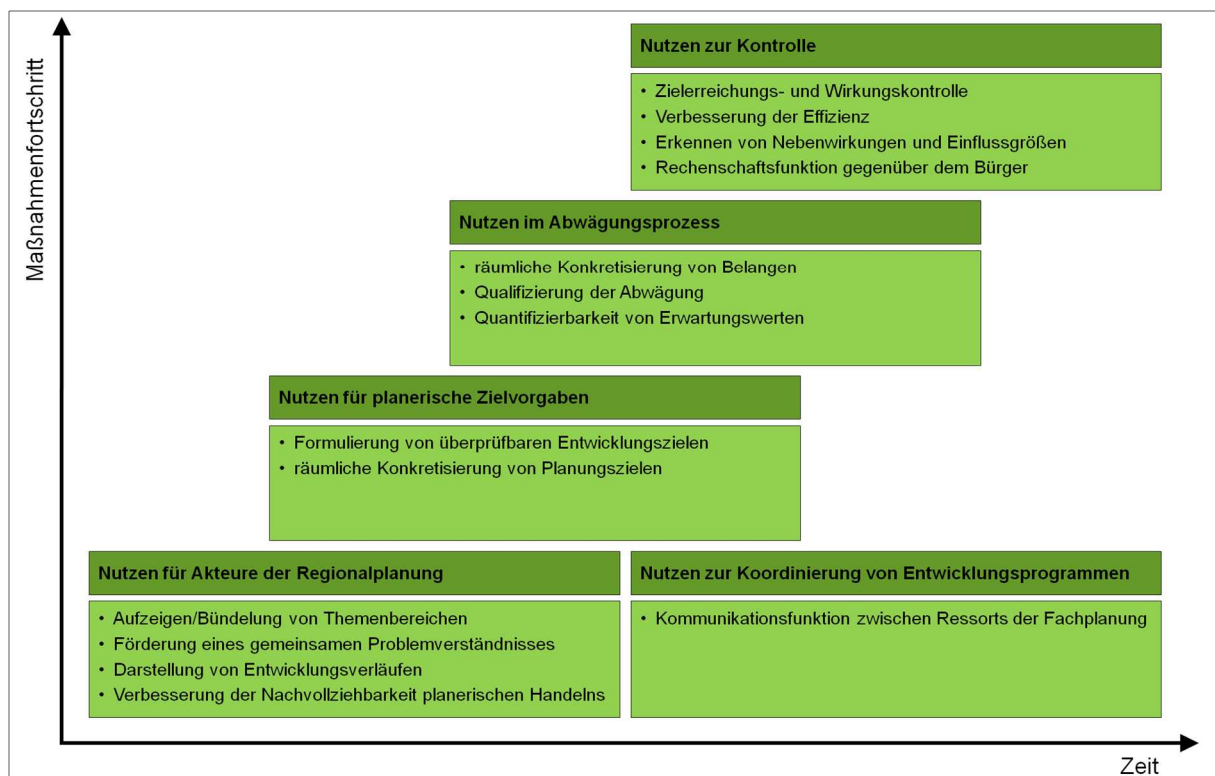 Maßnahmenfortschritt
Nutzen zur Kontrolle
• Zielerreichungs- und Wirkungskontrolle
• Verbesserung der Effizienz
• Erkennen von Nebenwirkungen und Einflussgrößen
• Rechenschaftsfunktion gegenüber dem Bürger
Nutzen im Abwägungsprozess
• räumliche Konkretisierung von Belangen
• Qualifizierung der Abwägung
• Quantifizierbarkeit von Erwartungswerten
Nutzen für planerische Zielvorgaben
• Formulierung von überprüfbaren Entwicklungszielen
• räumliche Konkretisierung von Planungszielen
Nutzen für Akteure der Regionalplanung
• Aufzeigen/Bündelung von Themenbereichen
• Förderung eines gemeinsamen Problemverständnisses
• Darstellung von Entwicklungsverläufen
• Verbesserung der Nachvollziehbarkeit planerischen Handelns
Nutzen zur Koordinierung von Entwicklungsprogrammen
• Kommunikationsfunktion zwischen Ressorts der Fachplanung
Zeit